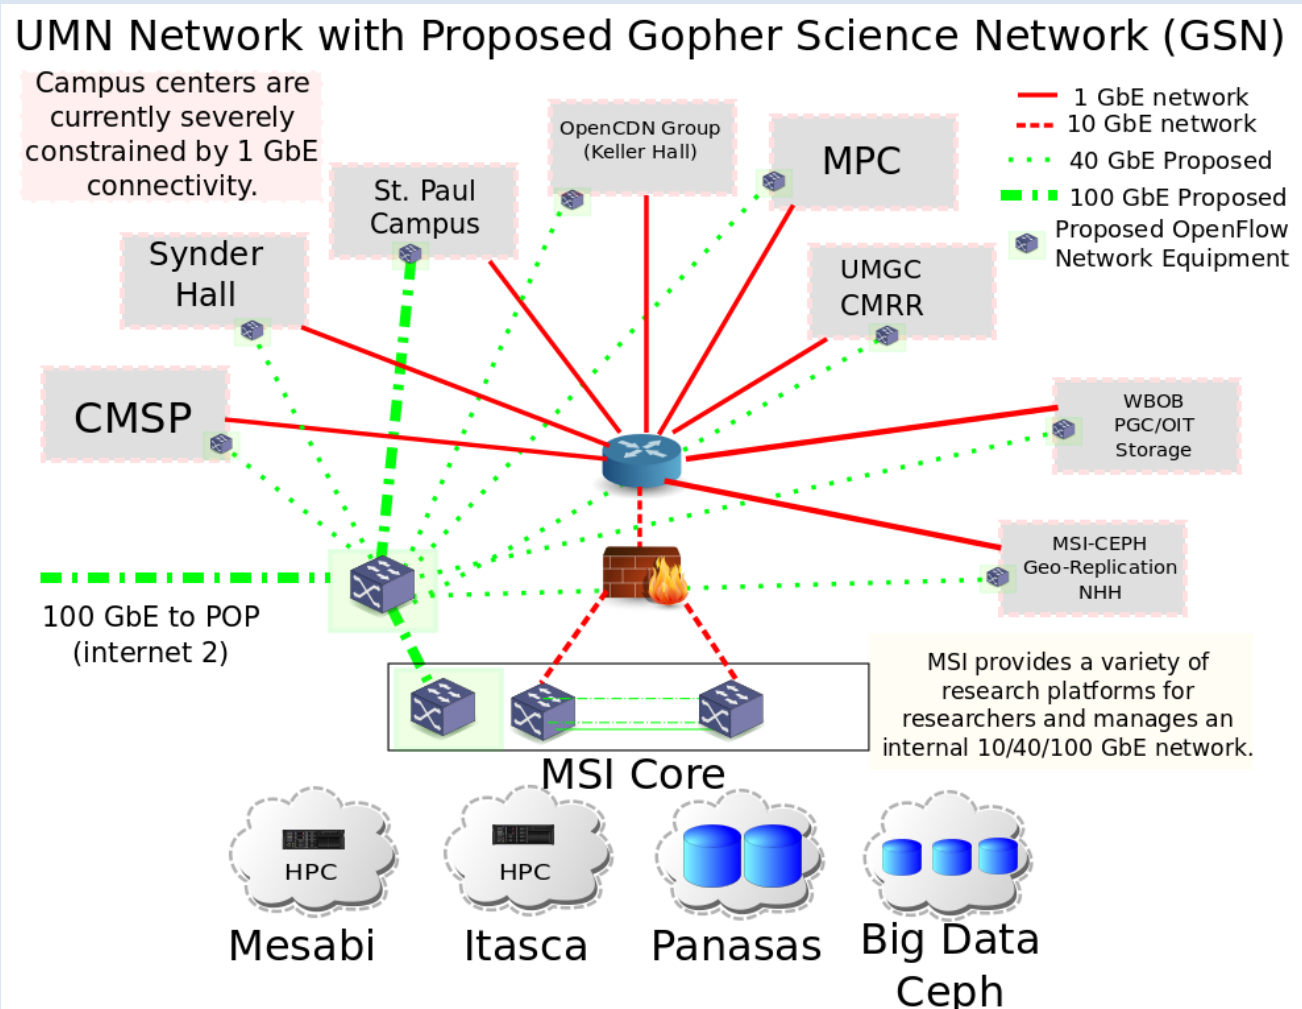 UMN Network with Proposed Gopher Science Network (GSN)
Campus centers are
currently severely
constrained by 1 GbE
connectivity.
1 GbE network
10 GbE network
40 GbE Proposed
100 GbE Proposed
Proposed OpenFlow
Network Equipment
OpenCDN Group
(Keller Hall)
MPC
St. Paul
Campus
Synder
Hall
UMGC
CMRR
CMSP
WBOB
PGC/OIT
Storage
MSI-CEPH
Geo-Replication
NHH
100 GbE to POP
(internet 2)
MSI provides a variety of
research platforms for
researchers and manages an
internal 10/40/100 GbE network.
MSI Core
HPC
HPC
Mesabi
Itasca
Panasas
Big Data
Ceph